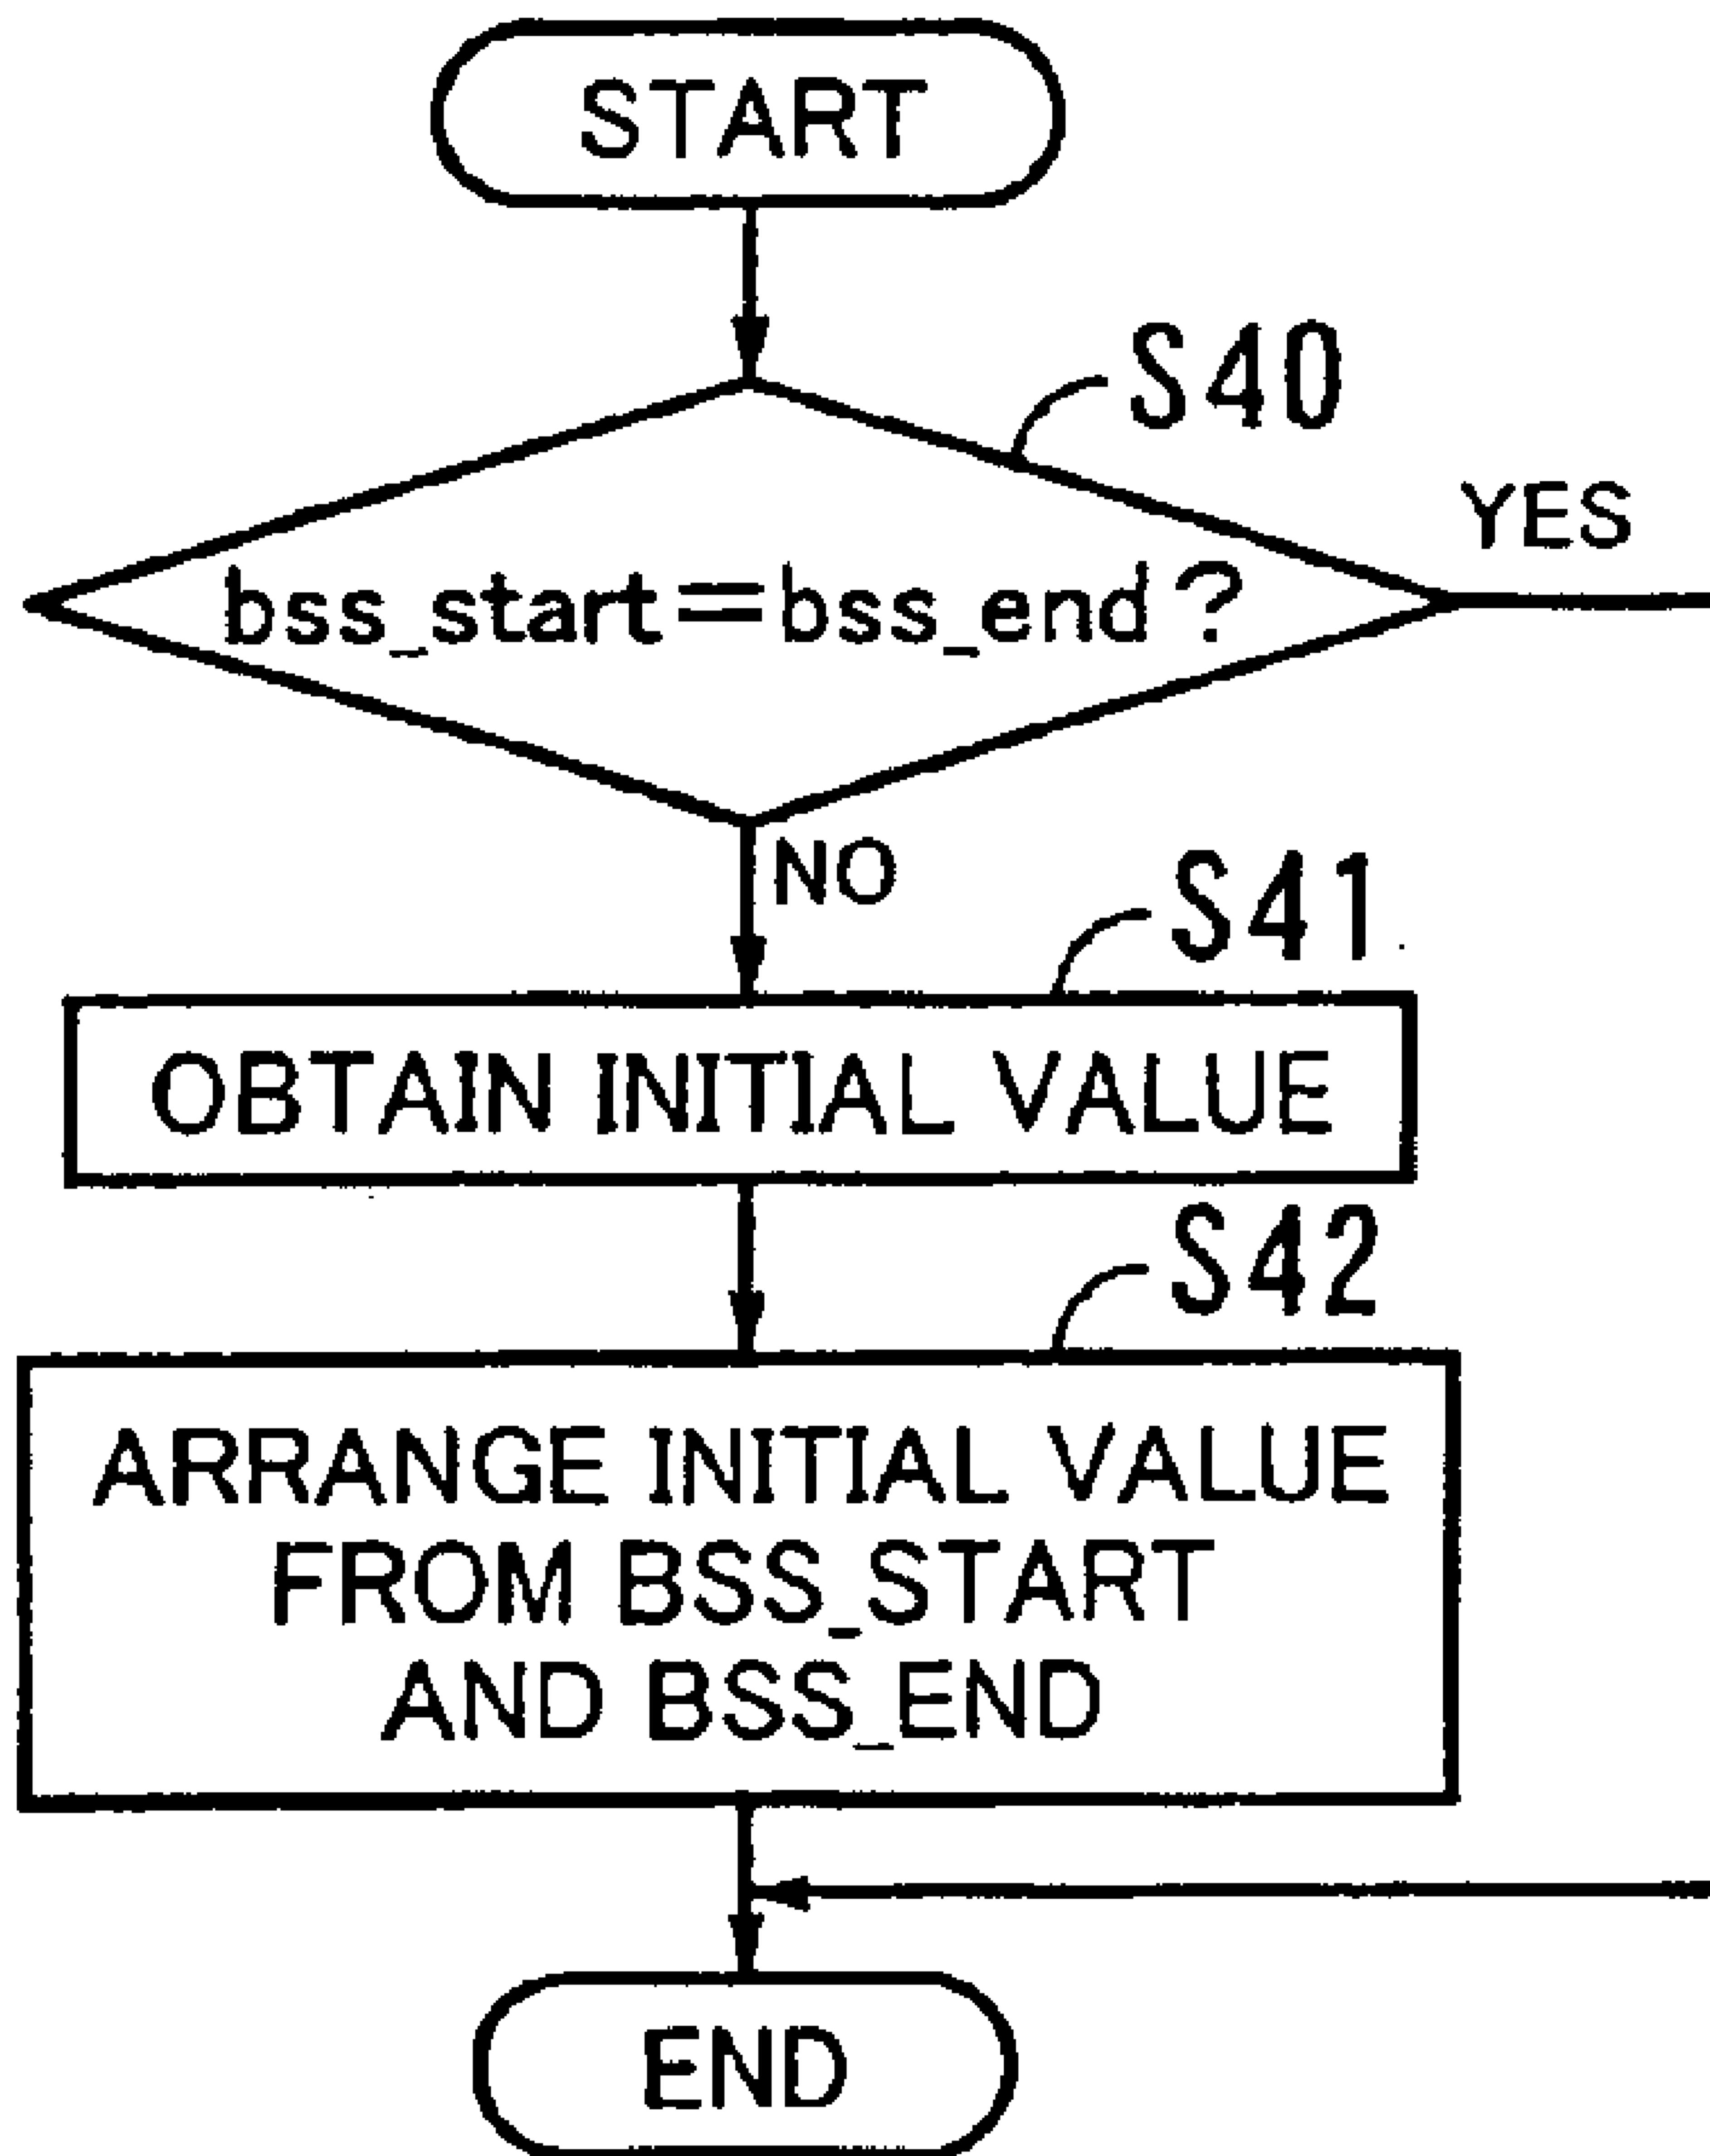 START
S40
YES
bss_start=bss_end?
NO
S41
OBTAIN INITIAL VALUE
S42
ARRANGE INITIAL VALUE
FROM BSS_START
AND BSS_END
END